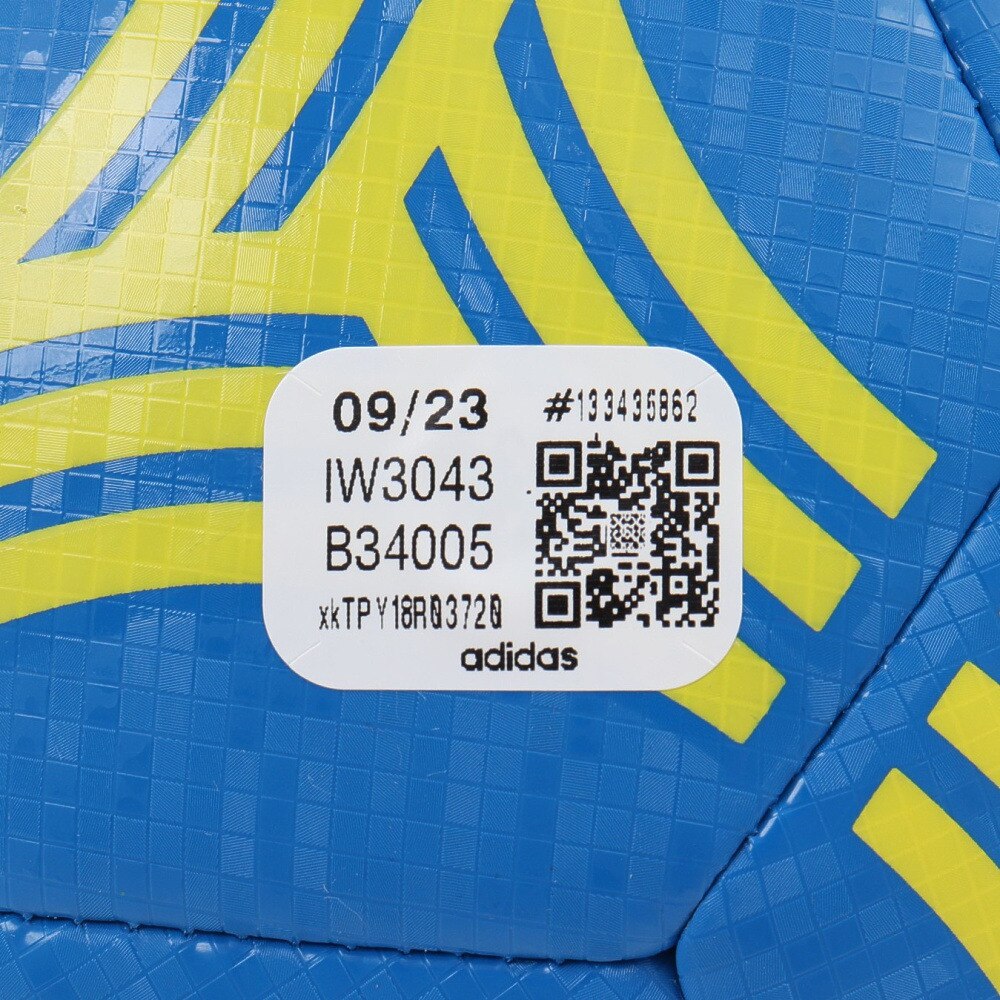 09/23 #133435862
IW3043
B34005
xkTPY18R03720
adidas